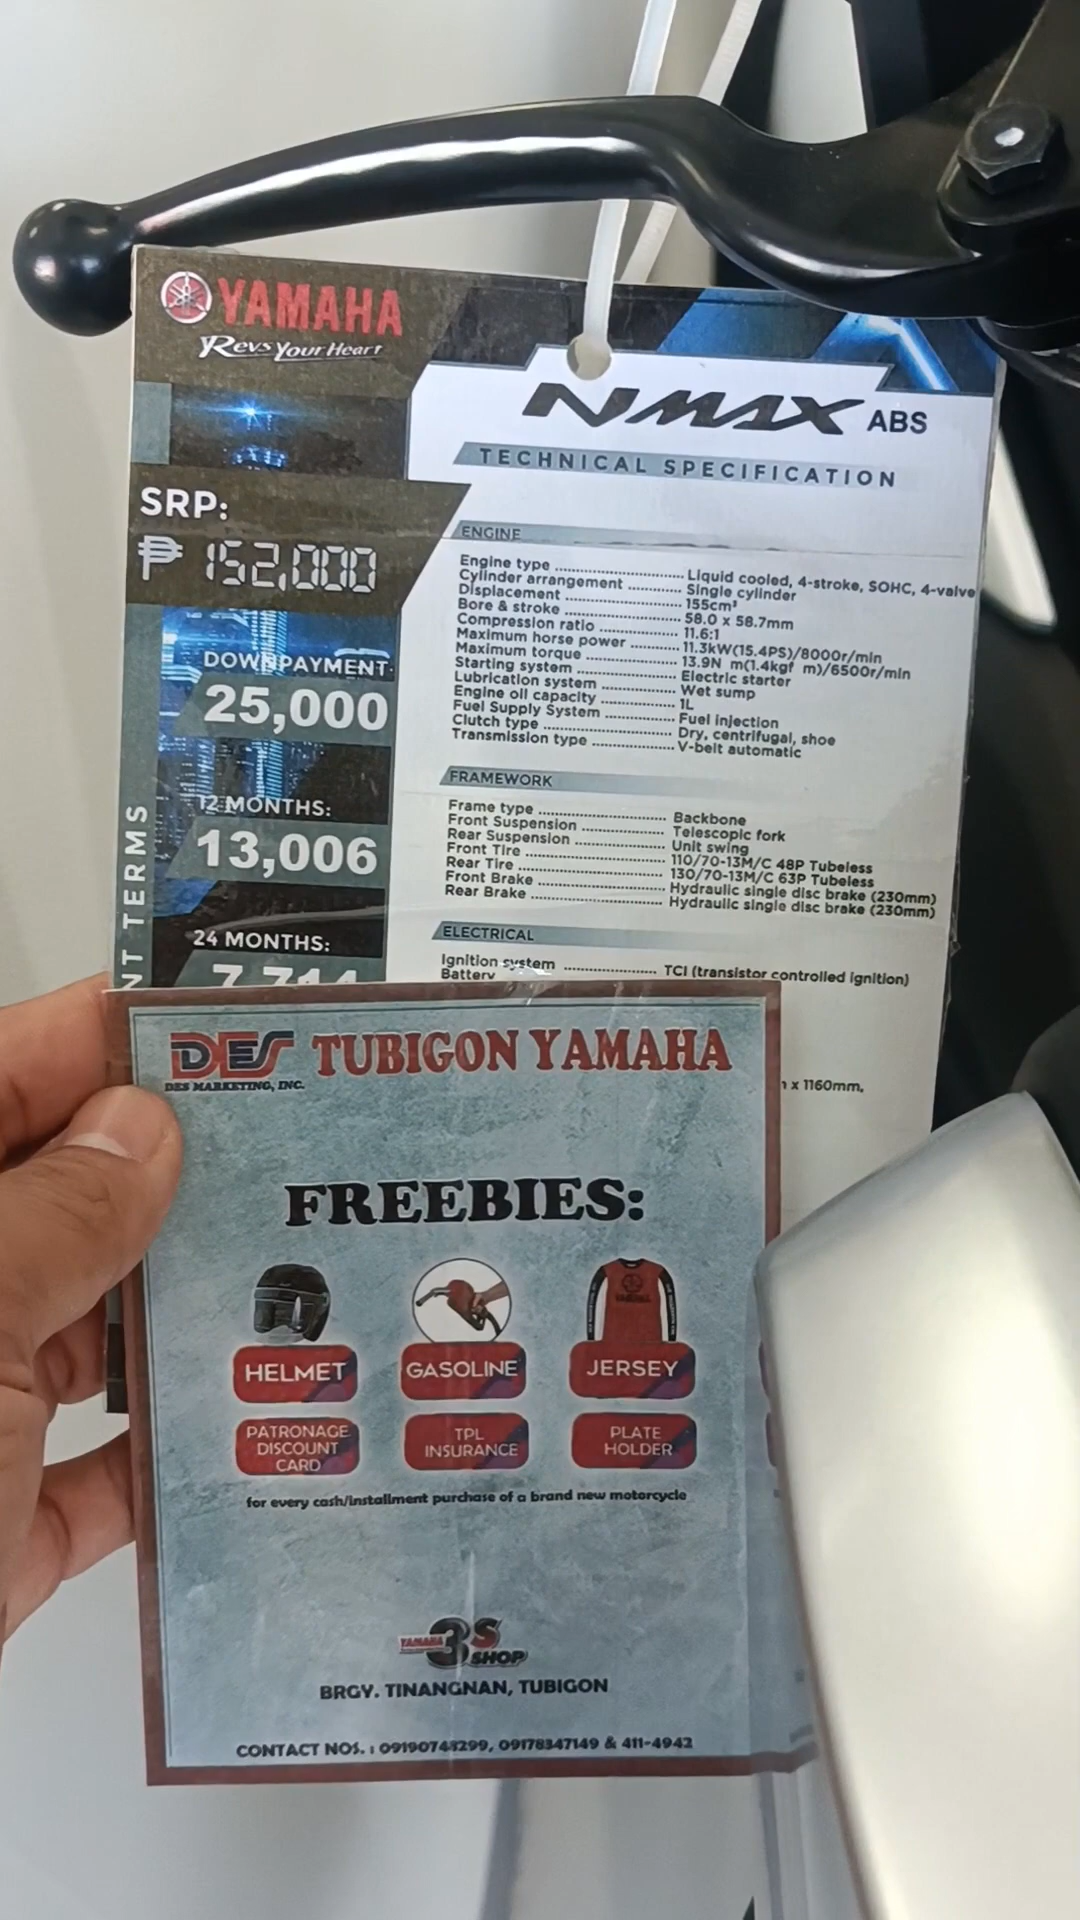 YAMAHA
Revs Your Heart
NMAX ABS
TECHNICAL SPECIFICATION
SRP:
₱ 152,000
DOWNPAYMENT:
25,000
12 MONTHS:
13,006
24 MONTHS:
7,714
NT TERMS
ENGINE
Engine type ........................ Liquid cooled, 4-stroke, SOHC, 4-valve
Cylinder arrangement ............ Single cylinder
Displacement ........................ 155cm³
Bore & stroke ........................ 58.0 x 58.7mm
Compression ratio ................ 11.6:1
Maximum horse power .......... 11.3kW(15.4PS)/8000r/min
Maximum torque .................. 13.9N m(1.4kgf m)/6500r/min
Starting system .................... Electric starter
Lubrication system ................ Wet sump
Engine oil capacity ................ 1L
Fuel Supply System ................ Fuel injection
Clutch type .......................... Dry, centrifugal, shoe
Transmission type ................ V-belt automatic
FRAMEWORK
Frame type .......................... Backbone
Front Suspension .................. Telescopic fork
Rear Suspension .................... Unit swing
Front Tire ............................ 110/70-13M/C 48P Tubeless
Rear Tire .............................. 130/70-13M/C 63P Tubeless
Front Brake .......................... Hydraulic single disc brake (230mm)
Rear Brake ............................ Hydraulic single disc brake (230mm)
ELECTRICAL
Ignition system .................... TCI (transistor controlled ignition)
Battery
x 1160mm.
DES TUBIGON YAMAHA
DES MARKETING, INC.
FREEBIES:
HELMET
GASOLINE
JERSEY
PATRONAGE DISCOUNT CARD
TPL INSURANCE
PLATE HOLDER
for every cash/installment purchase of a brand new motorcycle
YAMAHA 3S SHOP
BRGY. TINANGNAN, TUBIGON
CONTACT NOS. : 09190748299, 09178347149 & 411-4942